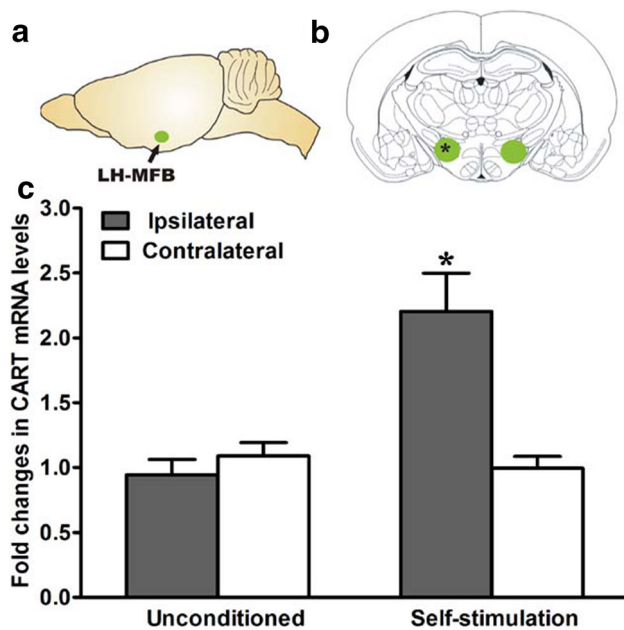 a
b
LH-MFB
*
c
Fold changes in CART mRNA levels
3.0
2.5
2.0
1.5
1.0
0.5
0.0
Ipsilateral
Contralateral
*
Unconditioned
Self-stimulation